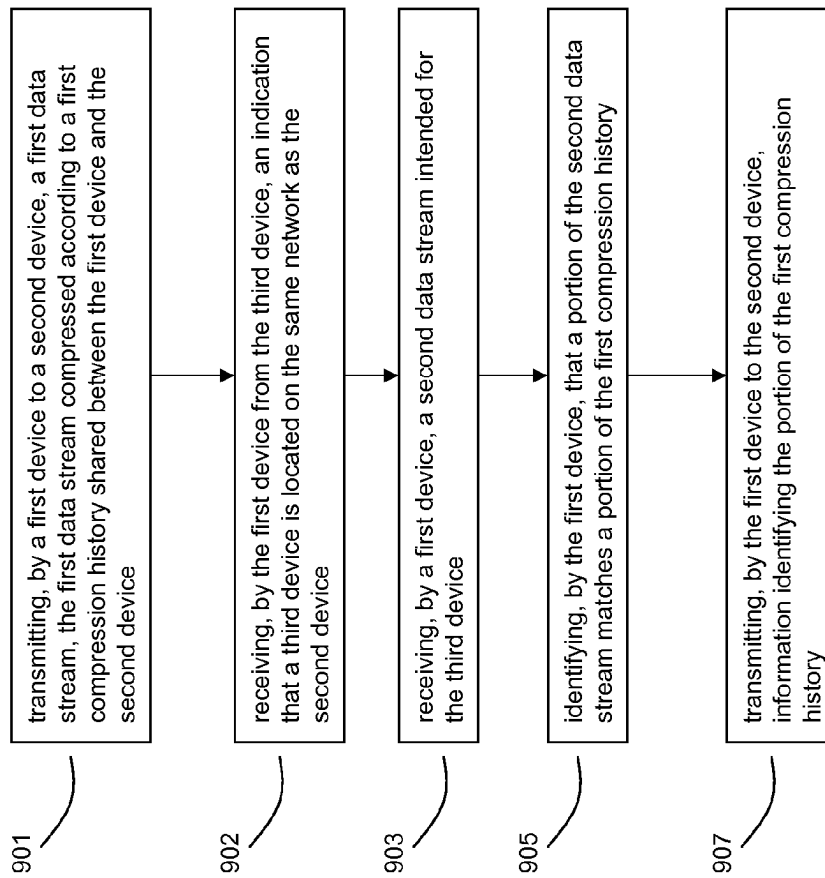 901
transmitting, by a first device to a second device, a first data
stream, the first data stream compressed according to a first
compression history shared between the first device and the
second device
902
receiving, by the first device from the third device, an indication
that a third device is located on the same network as the
second device
903
receiving, by a first device, a second data stream intended for
the third device
905
identifying, by the first device, that a portion of the second data
stream matches a portion of the first compression history
907
transmitting, by the first device to the second device,
information identifying the portion of the first compression
history